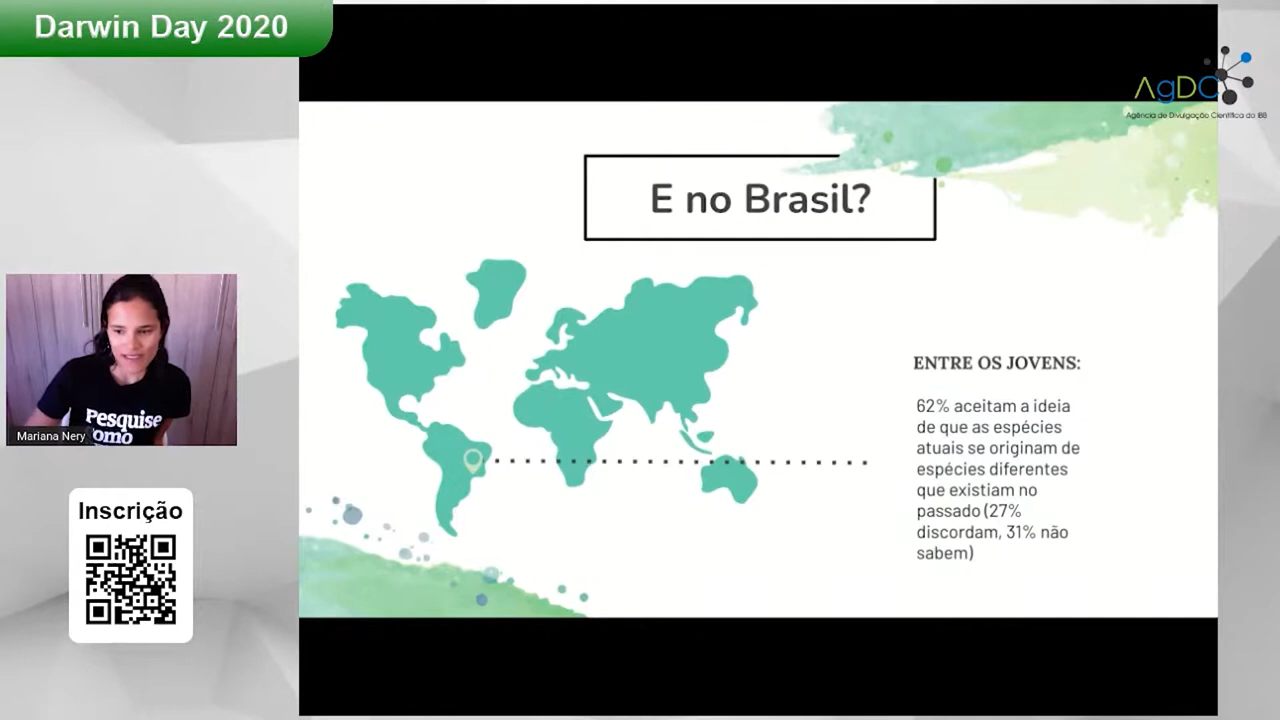 Darwin Day 2020
AgDC
Agência de Divulgação Científica do IBB
E no Brasil?
ENTRE OS JOVENS:
62% aceitam a ideia
de que as espécies
atuais se originam de
espécies diferentes
que existiam no
passado (27%
discordam, 31% não
sabem)
Pesquise
Mariana Nery
Inscrição